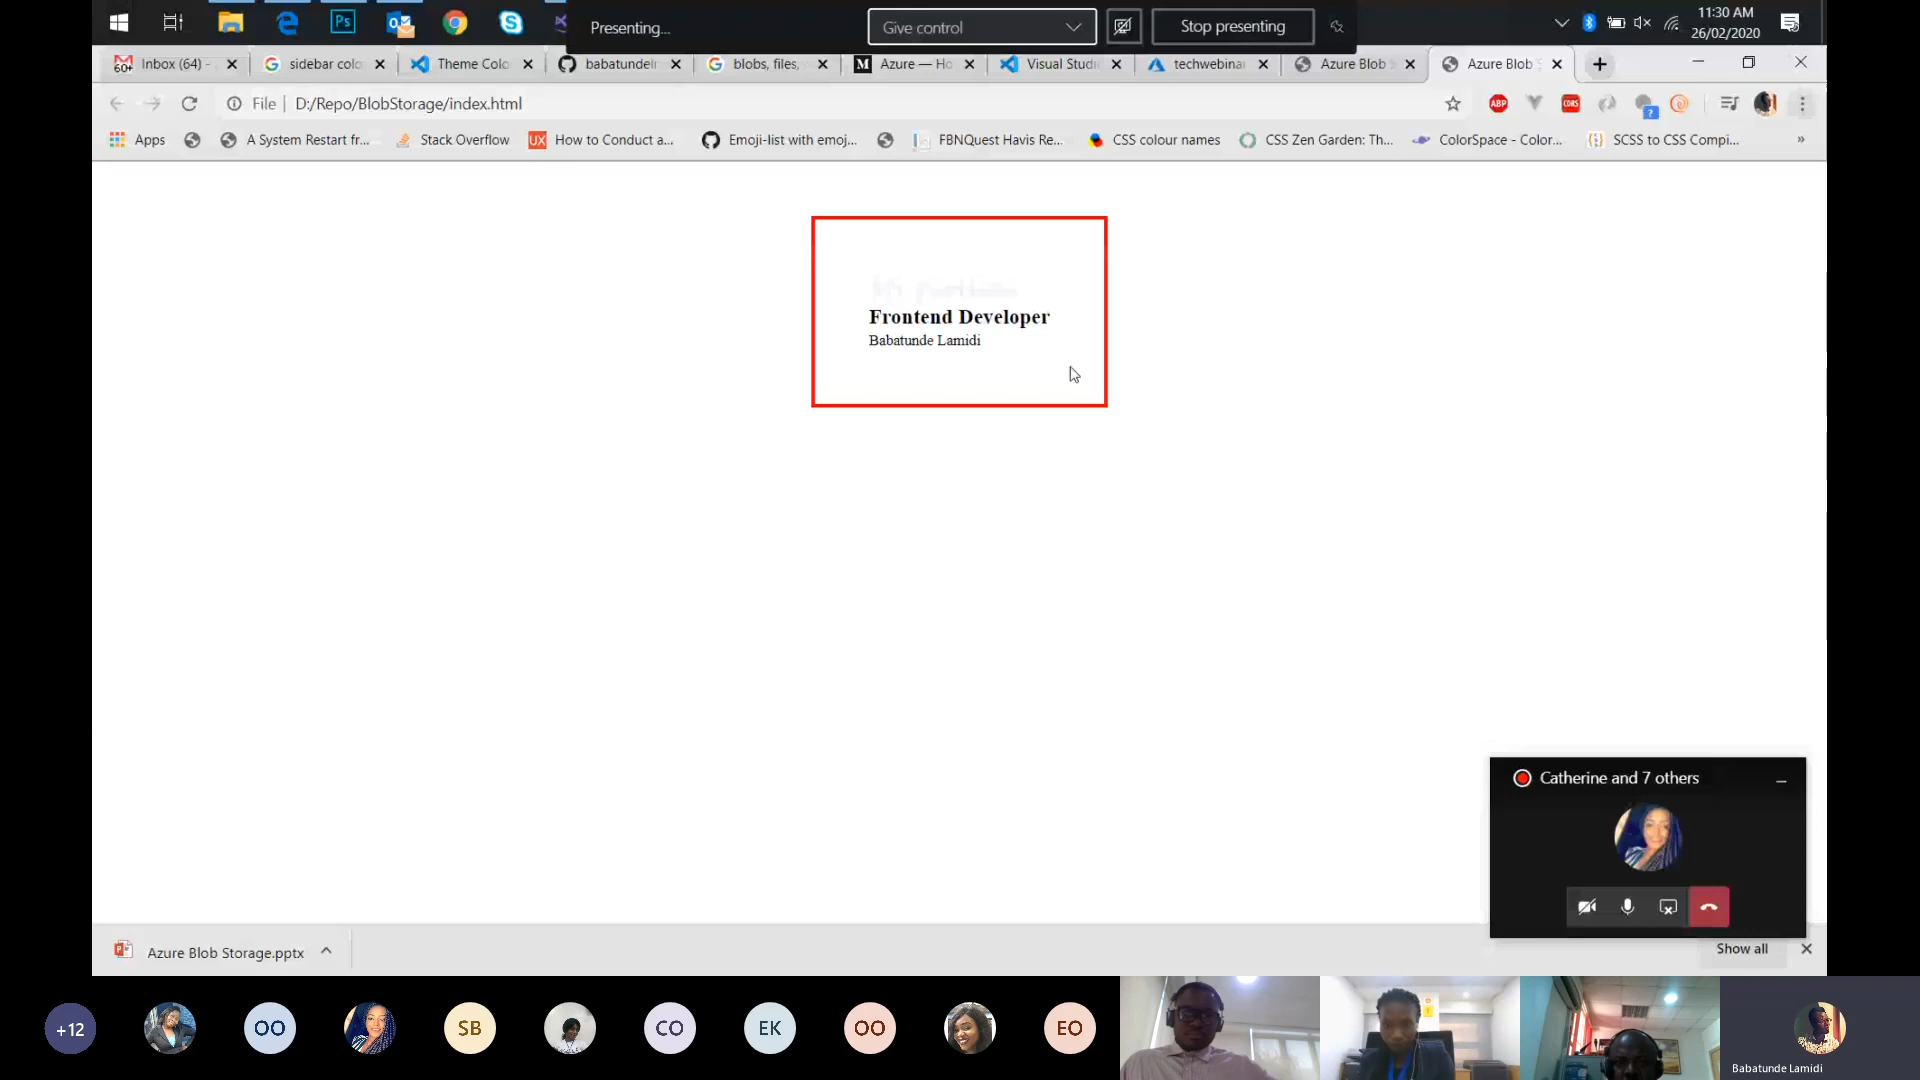 Presenting...
Give control
Stop presenting
11:30 AM
26/02/2020
Inbox (64) -
sidebar colo
Theme Colo
babatundelm
blobs, files,
Azure — Ho
Visual Studi
techwebina
Azure Blob
Azure Blob S
File
D:/Repo/BlobStorage/index.html
ABP
CORS
?
Apps
A System Restart fr...
Stack Overflow
UX
How to Conduct a...
Emoji-list with emoj...
FBNQuest Havis Re...
CSS colour names
CSS Zen Garden: Th...
ColorSpace - Color...
SCSS to CSS Compi...
»
Frontend Developer
Babatunde Lamidi
Catherine and 7 others
Azure Blob Storage.pptx
Show all
+12
OO
SB
CO
EK
OO
EO
Babatunde Lamidi